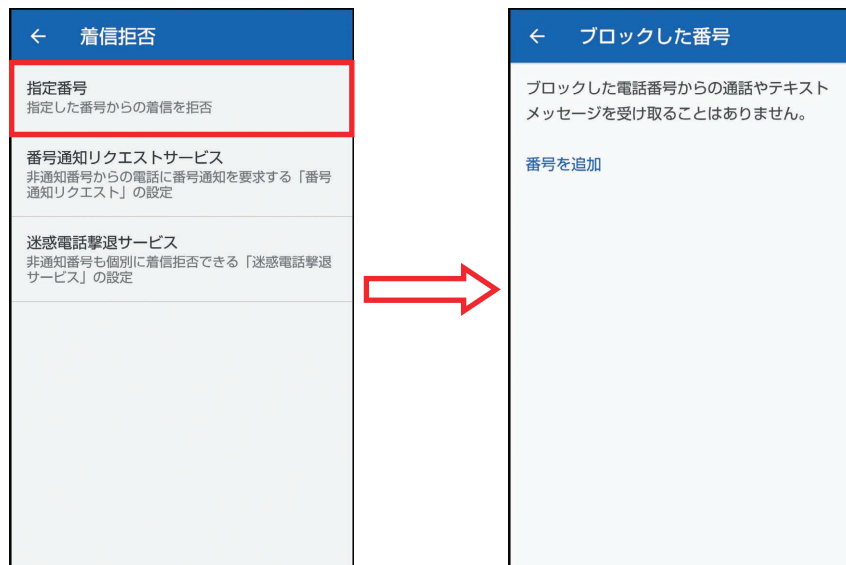 着信拒否
指定番号
指定した番号からの着信を拒否
番号通知リクエストサービス
非通知番号からの電話に番号通知を要求する「番号
通知リクエスト」の設定
迷惑電話撃退サービス
非通知番号も個別に着信拒否できる「迷惑電話撃退
サービス」の設定
ブロックした番号
ブロックした電話番号からの通話やテキスト
メッセージを受け取ることはありません。
番号を追加